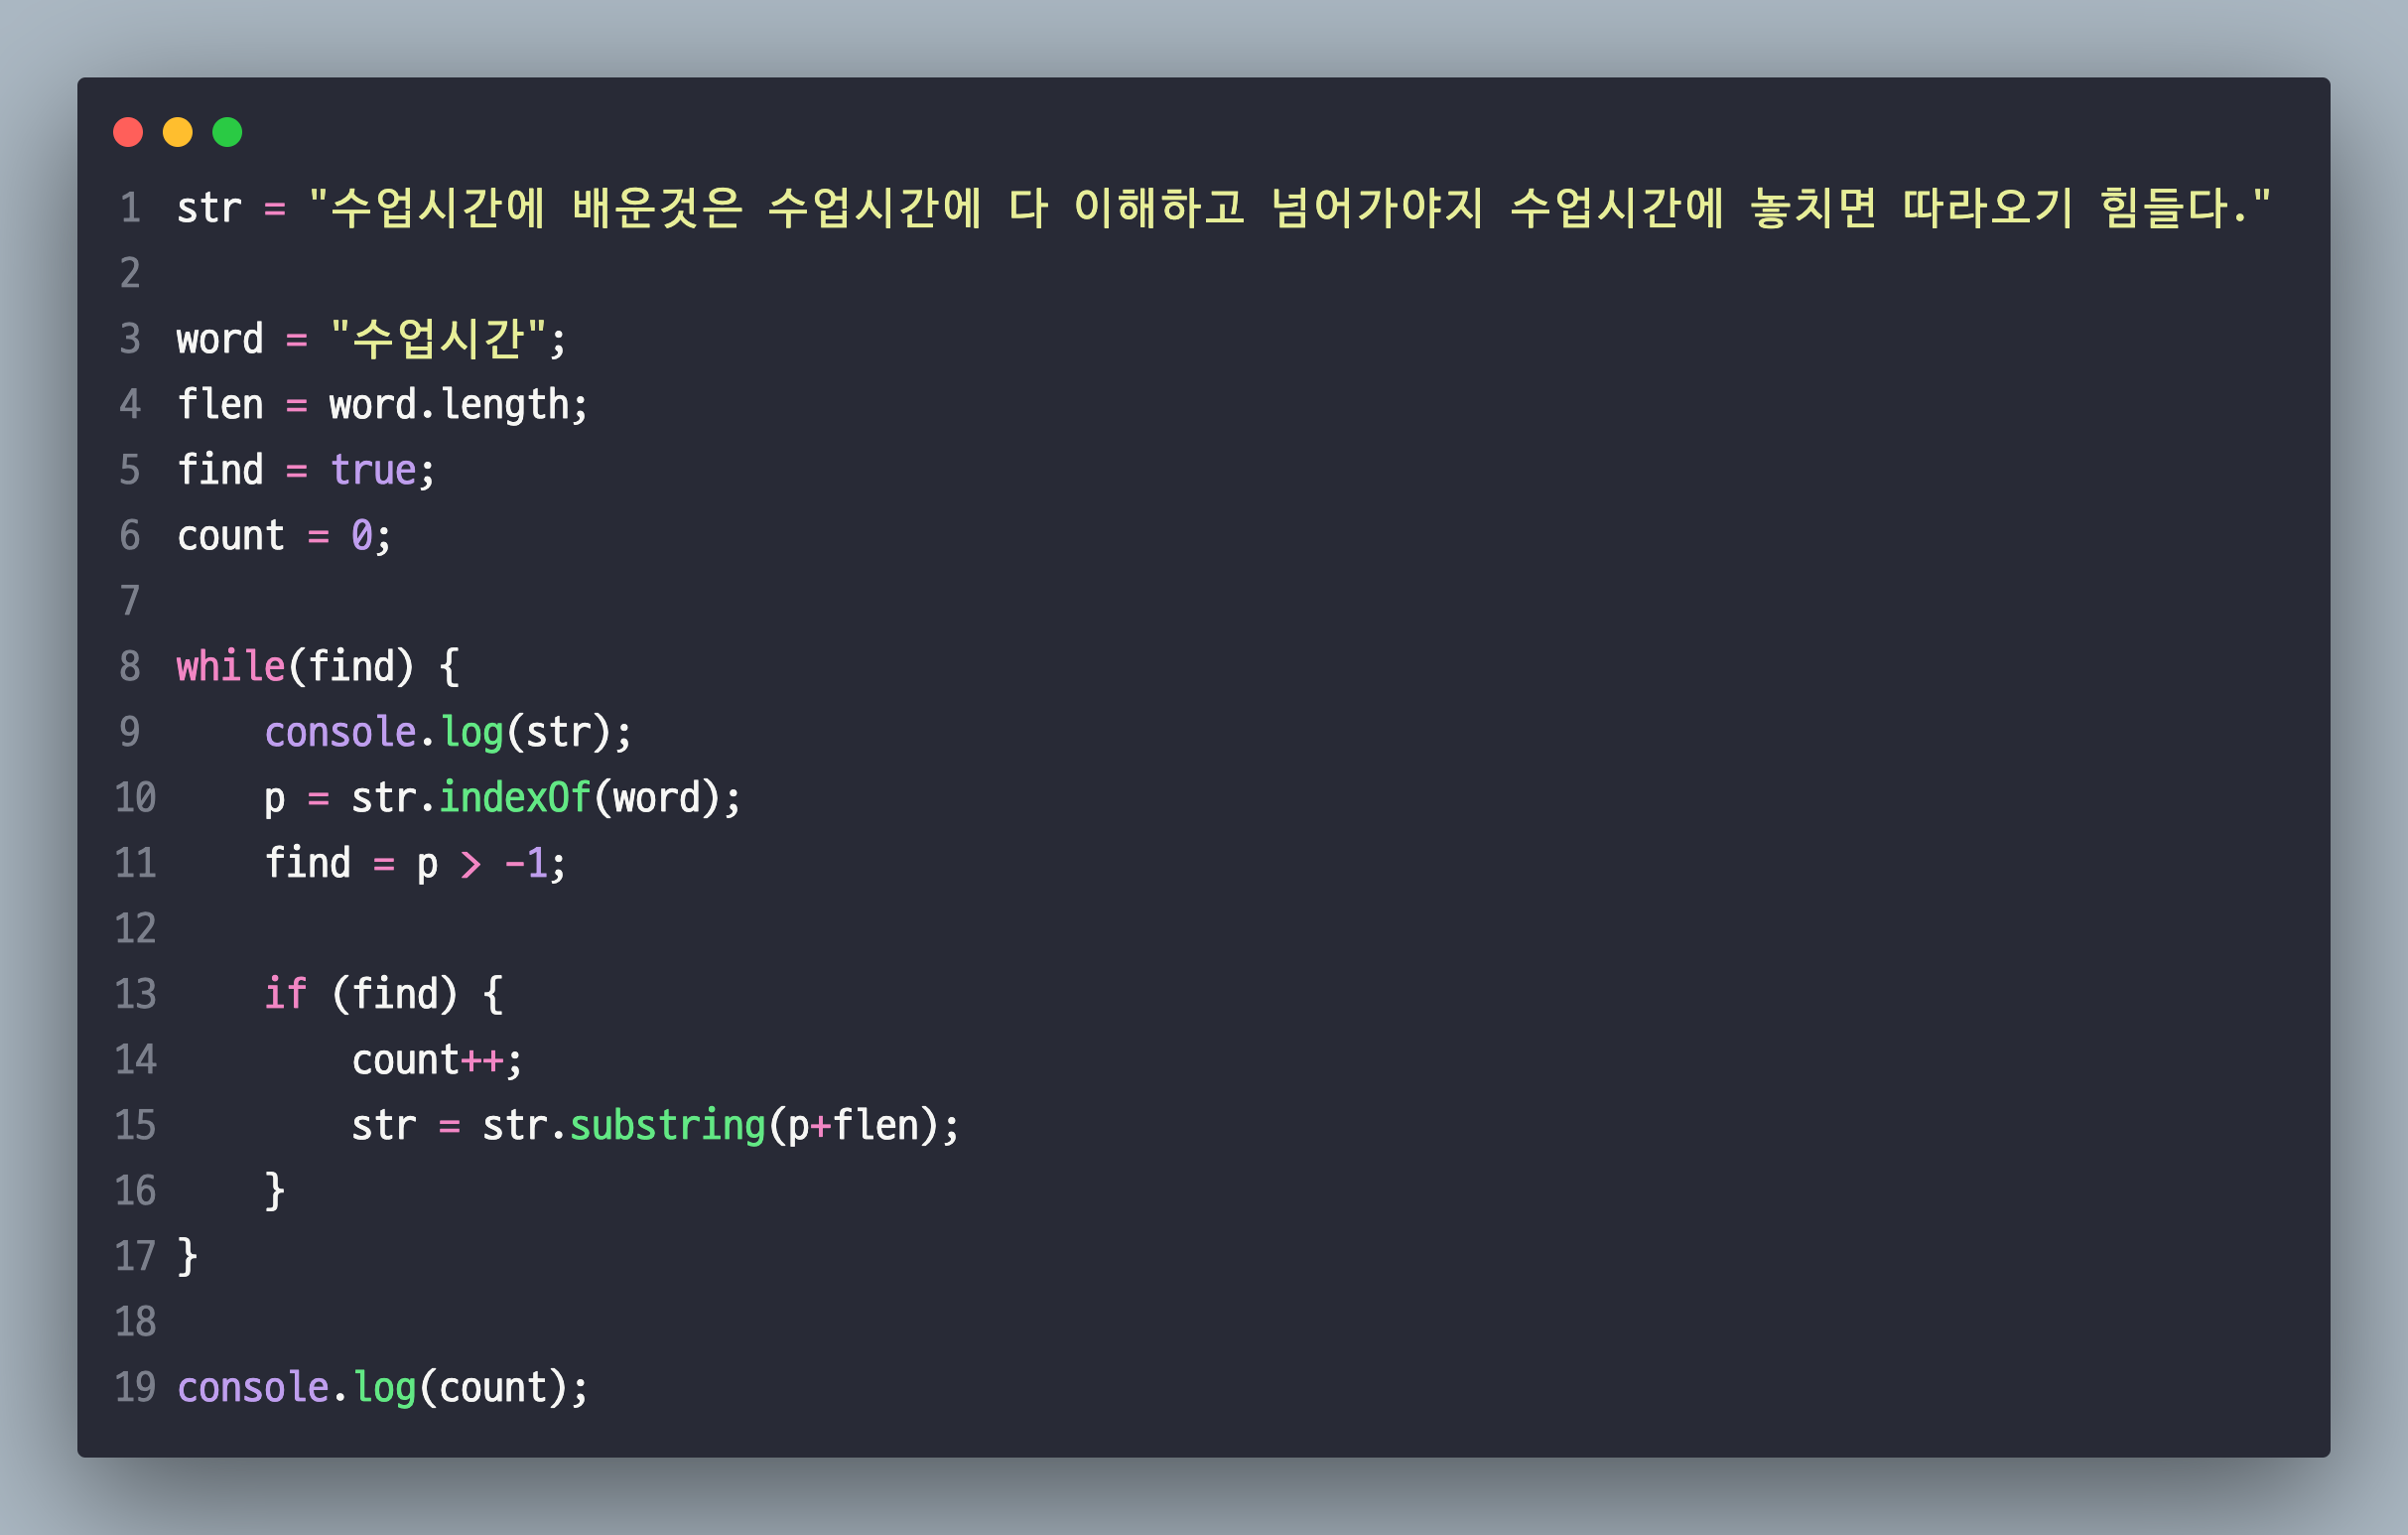 1 str = "수업시간에 배운것은 수업시간에 다 이해하고 넘어가야지 수업시간에 놓치면 따라오기 힘들다."
2
3 word = "수업시간";
4 flen = word.length;
5 find = true;
6 count = 0;
7
8 while(find) {
9     console.log(str);
10     p = str.indexOf(word);
11     find = p > -1;
12
13     if (find) {
14         count++;
15         str = str.substring(p+flen);
16     }
17 }
18
19 console.log(count);